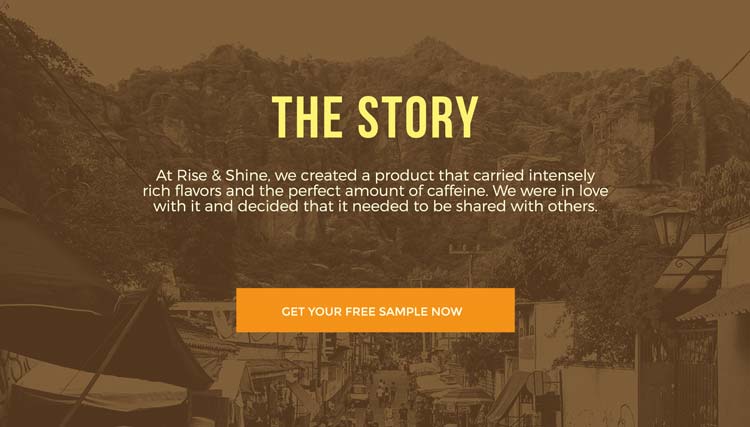 THE STORY
At Rise & Shine, we created a product that carried intensely
rich flavors and the perfect amount of caffeine. We were in love
with it and decided that it needed to be shared with others.
GET YOUR FREE SAMPLE NOW